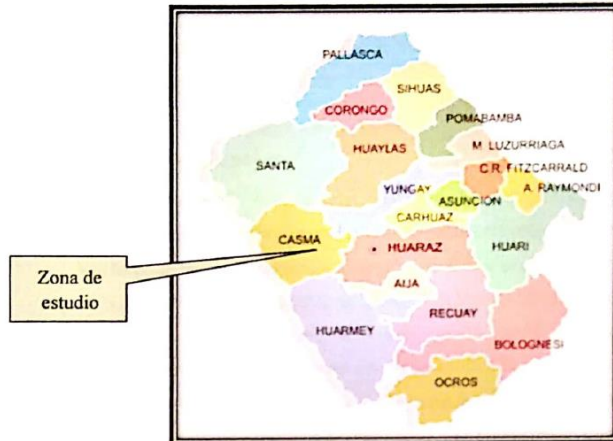 PALLASCA
SIHUAS
CORONGO
POMABAMBA
HUAYLAS
M. LUZURRIAGA
SANTA
C.R. FITZCARRALD
YUNGAY
A. RAYMONDI
ASUNCIÓN
CARHUAZ
CASMA
HUARAZ
HUARI
Zona de
estudio
AIJA
RECUAY
HUARMEY
BOLOGNESI
OCROS